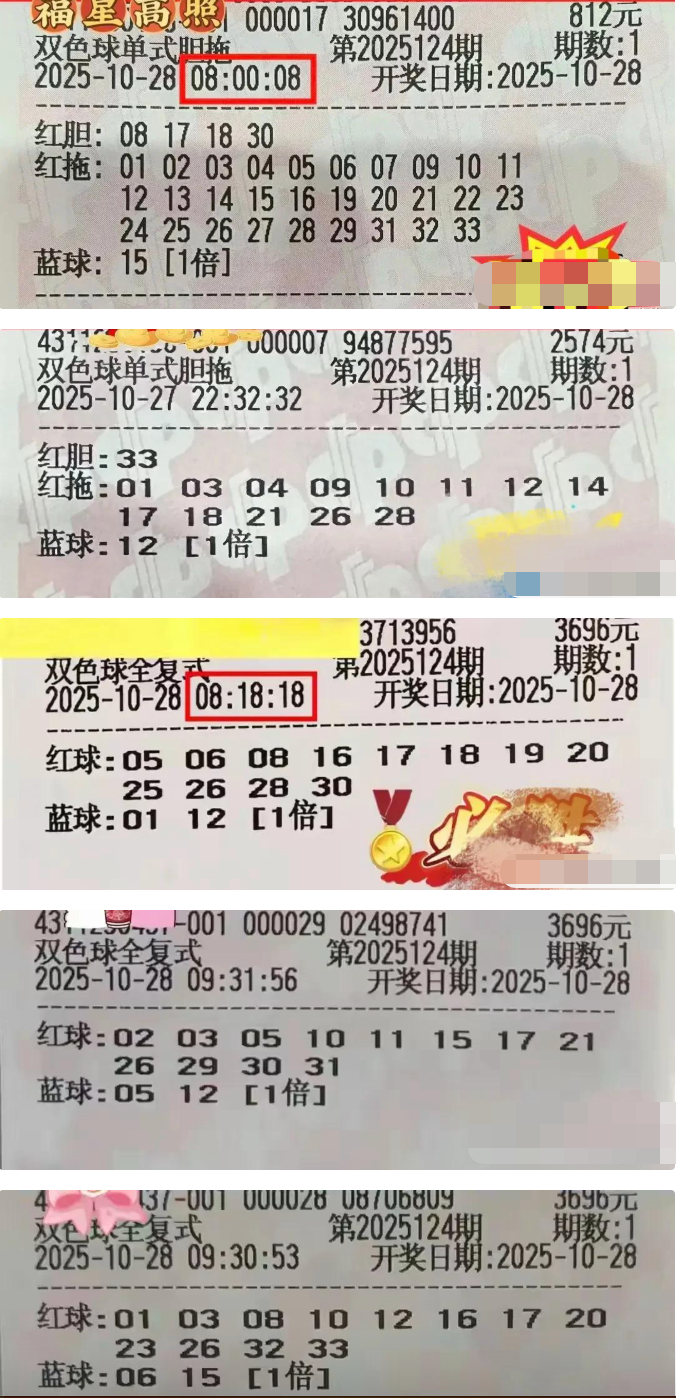 福星高照
000017 30961400 812元
双色球单式胆拖 第2025124期 期数:1
2025-10-28 08:00:08 开奖日期:2025-10-28
红胆: 08 17 18 30
红拖: 01 02 03 04 05 06 07 09 10 11
12 13 14 15 16 19 20 21 22 23
24 25 26 27 28 29 31 32 33
蓝球: 15 [1倍]
000007 94877595 2574元
双色球单式胆拖 第2025124期 期数:1
2025-10-27 22:32:32 开奖日期:2025-10-28
红胆:33
红拖:01 03 04 09 10 11 12 14
17 18 21 26 28
蓝球:12 [1倍]
3713956 3696元
双色球全复式 第2025124期 期数:1
2025-10-28 08:18:18 开奖日期:2025-10-28
红球:05 06 08 16 17 18 19 20
25 26 28 30
蓝球:01 12 [1倍]
必胜
-001 000029 02498741 3696元
双色球全复式 第2025124期 期数:1
2025-10-28 09:31:56 开奖日期:2025-10-28
红球:02 03 05 10 11 15 17 21
26 29 30 31
蓝球:05 12 [1倍]
437-001 000028 08706809 3696元
双色球全复式 第2025124期 期数:1
2025-10-28 09:30:53 开奖日期:2025-10-28
红球:01 03 08 10 12 16 17 20
23 26 32 33
蓝球:06 15 [1倍]